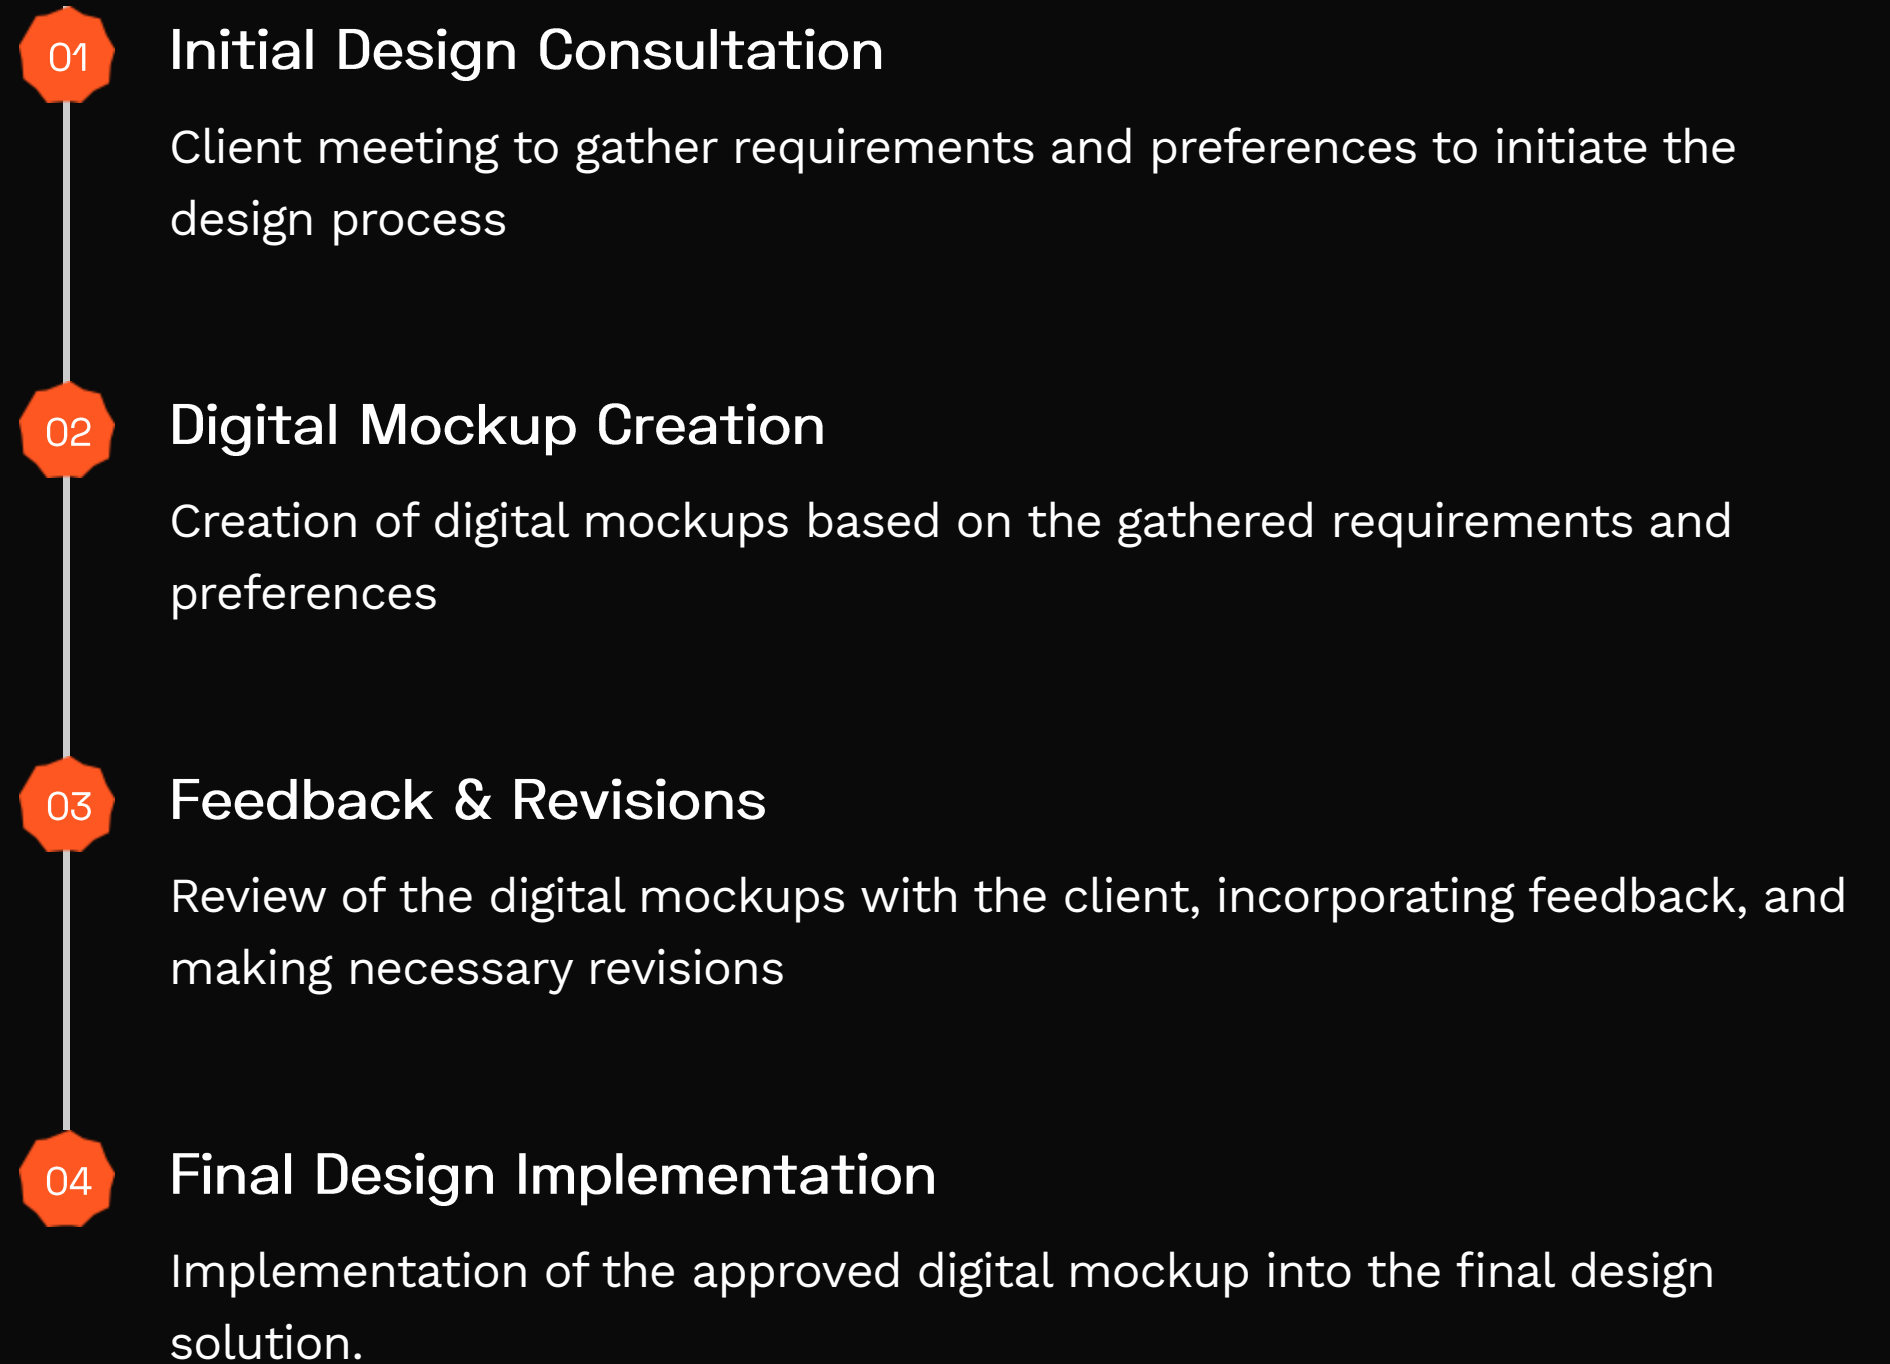 01
Initial Design Consultation
Client meeting to gather requirements and preferences to initiate the
design process
02
Digital Mockup Creation
Creation of digital mockups based on the gathered requirements and
preferences
03
Feedback & Revisions
Review of the digital mockups with the client, incorporating feedback, and
making necessary revisions
04
Final Design Implementation
Implementation of the approved digital mockup into the final design
solution.